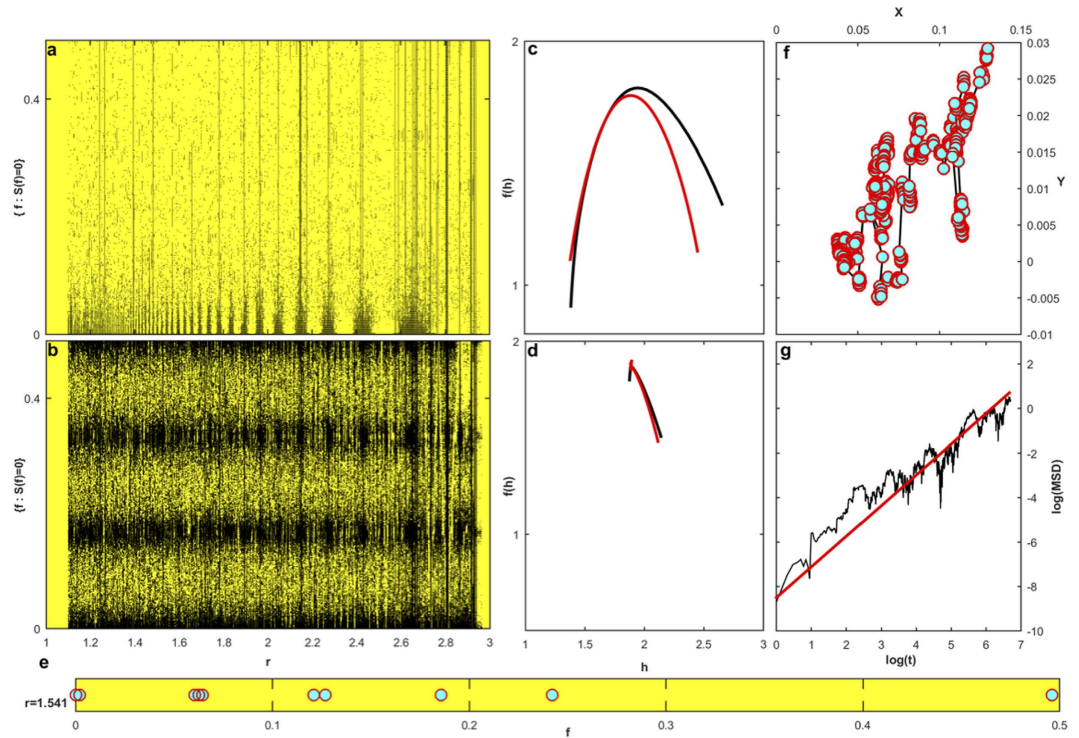 a
{ f : S(f)=0}
0.4
0
b
{f : S(f)=0}
0.4
0
1 1.2 1.4 1.6 1.8 2 2.2 2.4 2.6 2.8 3
r
c
f(h)
2
1
d
f(h)
2
1
0 1 1.5 2 2.5 3
h
X
0 0.05 0.1 0.15
f
0.03
0.025
0.02
0.015
0.01
0.005
0
-0.005
-0.01
Y
g
2
0
-2
-4
-6
-8
-10
log(MSD)
0 1 2 3 4 5 6 7
log(t)
e
r=1.541
0 0.1 0.2 0.3 0.4 0.5
f